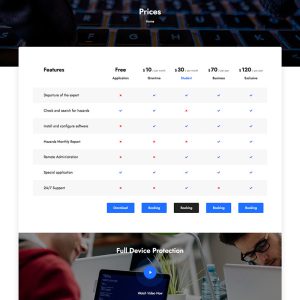 Prices
Home
Features Free $10 $30 $70 $120
Application Onetime Student Business Exclusive
Departure of the expert
Check and search for hazards
Install and configure software
Hazards Monthly Report
Remote Administration
Special application
24/7 Support
Download Booking Booking Booking Booking
Full Device Protection
Watch Video Now